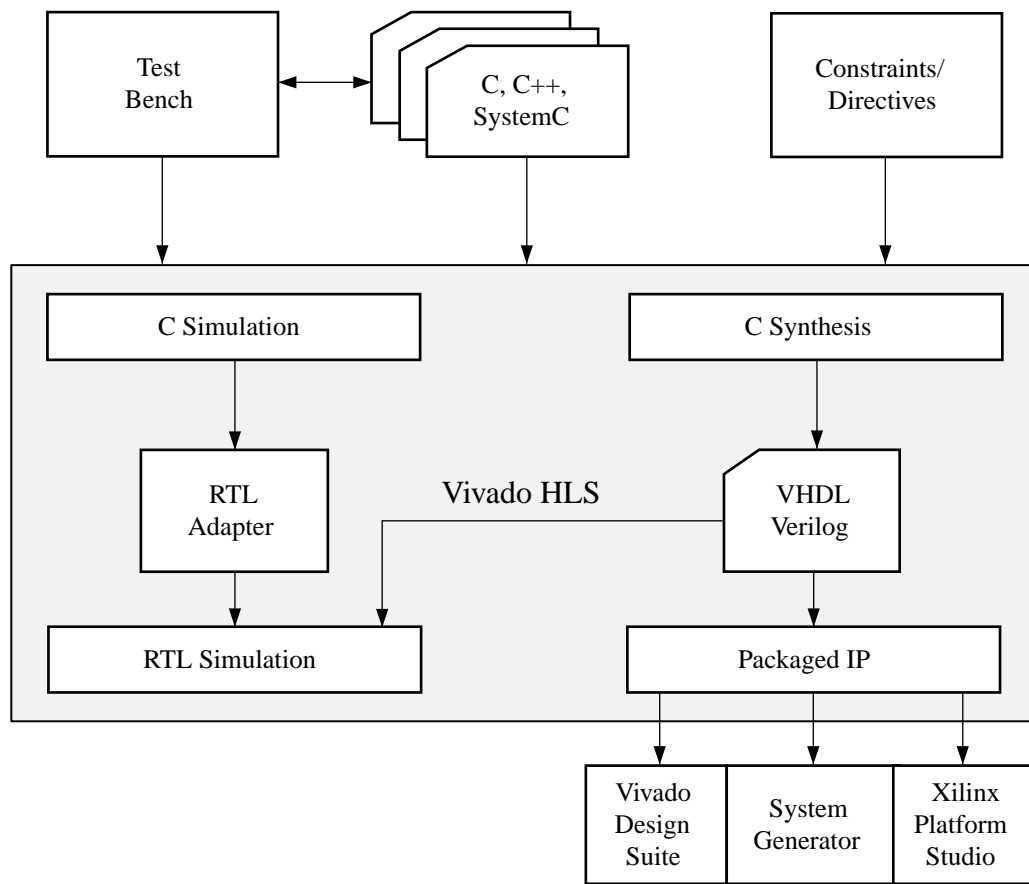 Test
Bench
C, C++,
SystemC
Constraints/
Directives
C Simulation
C Synthesis
RTL
Adapter
Vivado HLS
VHDL
Verilog
RTL Simulation
Packaged IP
Vivado
Design
Suite
System
Generator
Xilinx
Platform
Studio